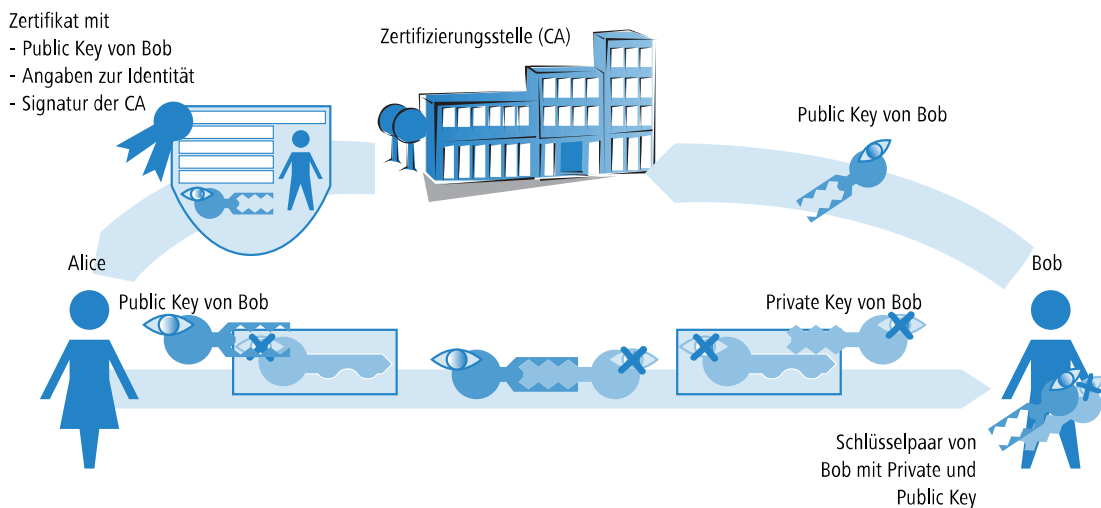 Zertifikat mit
- Public Key von Bob
- Angaben zur Identität
- Signatur der CA
Zertifizierungsstelle (CA)
Public Key von Bob
Alice
Bob
Public Key von Bob
Private Key von Bob
Schlüsselpaar von
Bob mit Private und
Public Key